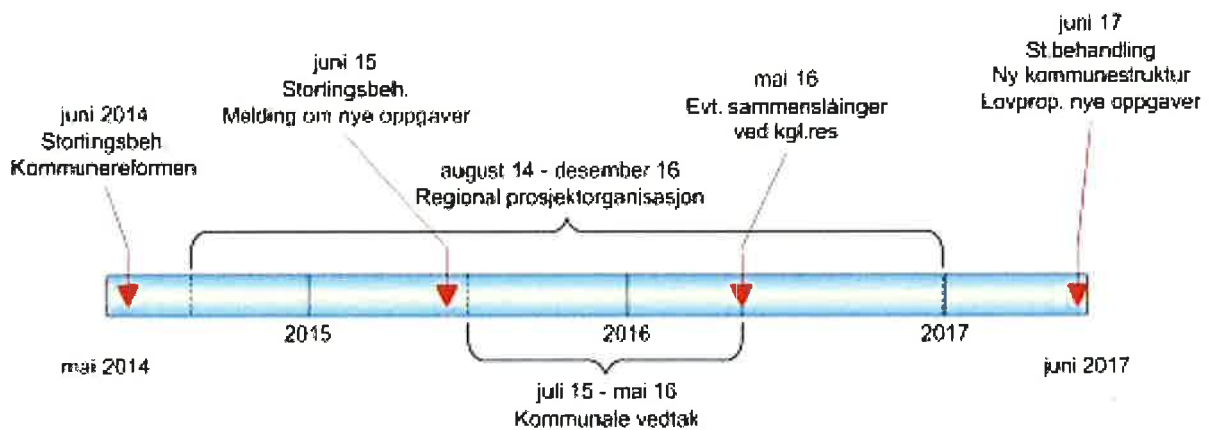 juni 2014
Stortingsbeh.
Kommunereformen
juni 15
Stortingsbeh.
Melding om nye oppgaver
august 14 - desember 16
Regional prosjektorganisasjon
mai 16
Evt. sammenslåinger
ved kgl.res
juni 17
St.behandling
Ny kommunestruktur
Lovprop. nye oppgaver
2015
2016
2017
mai 2014
juni 2017
juli 15 - mai 16
Kommunale vedtak